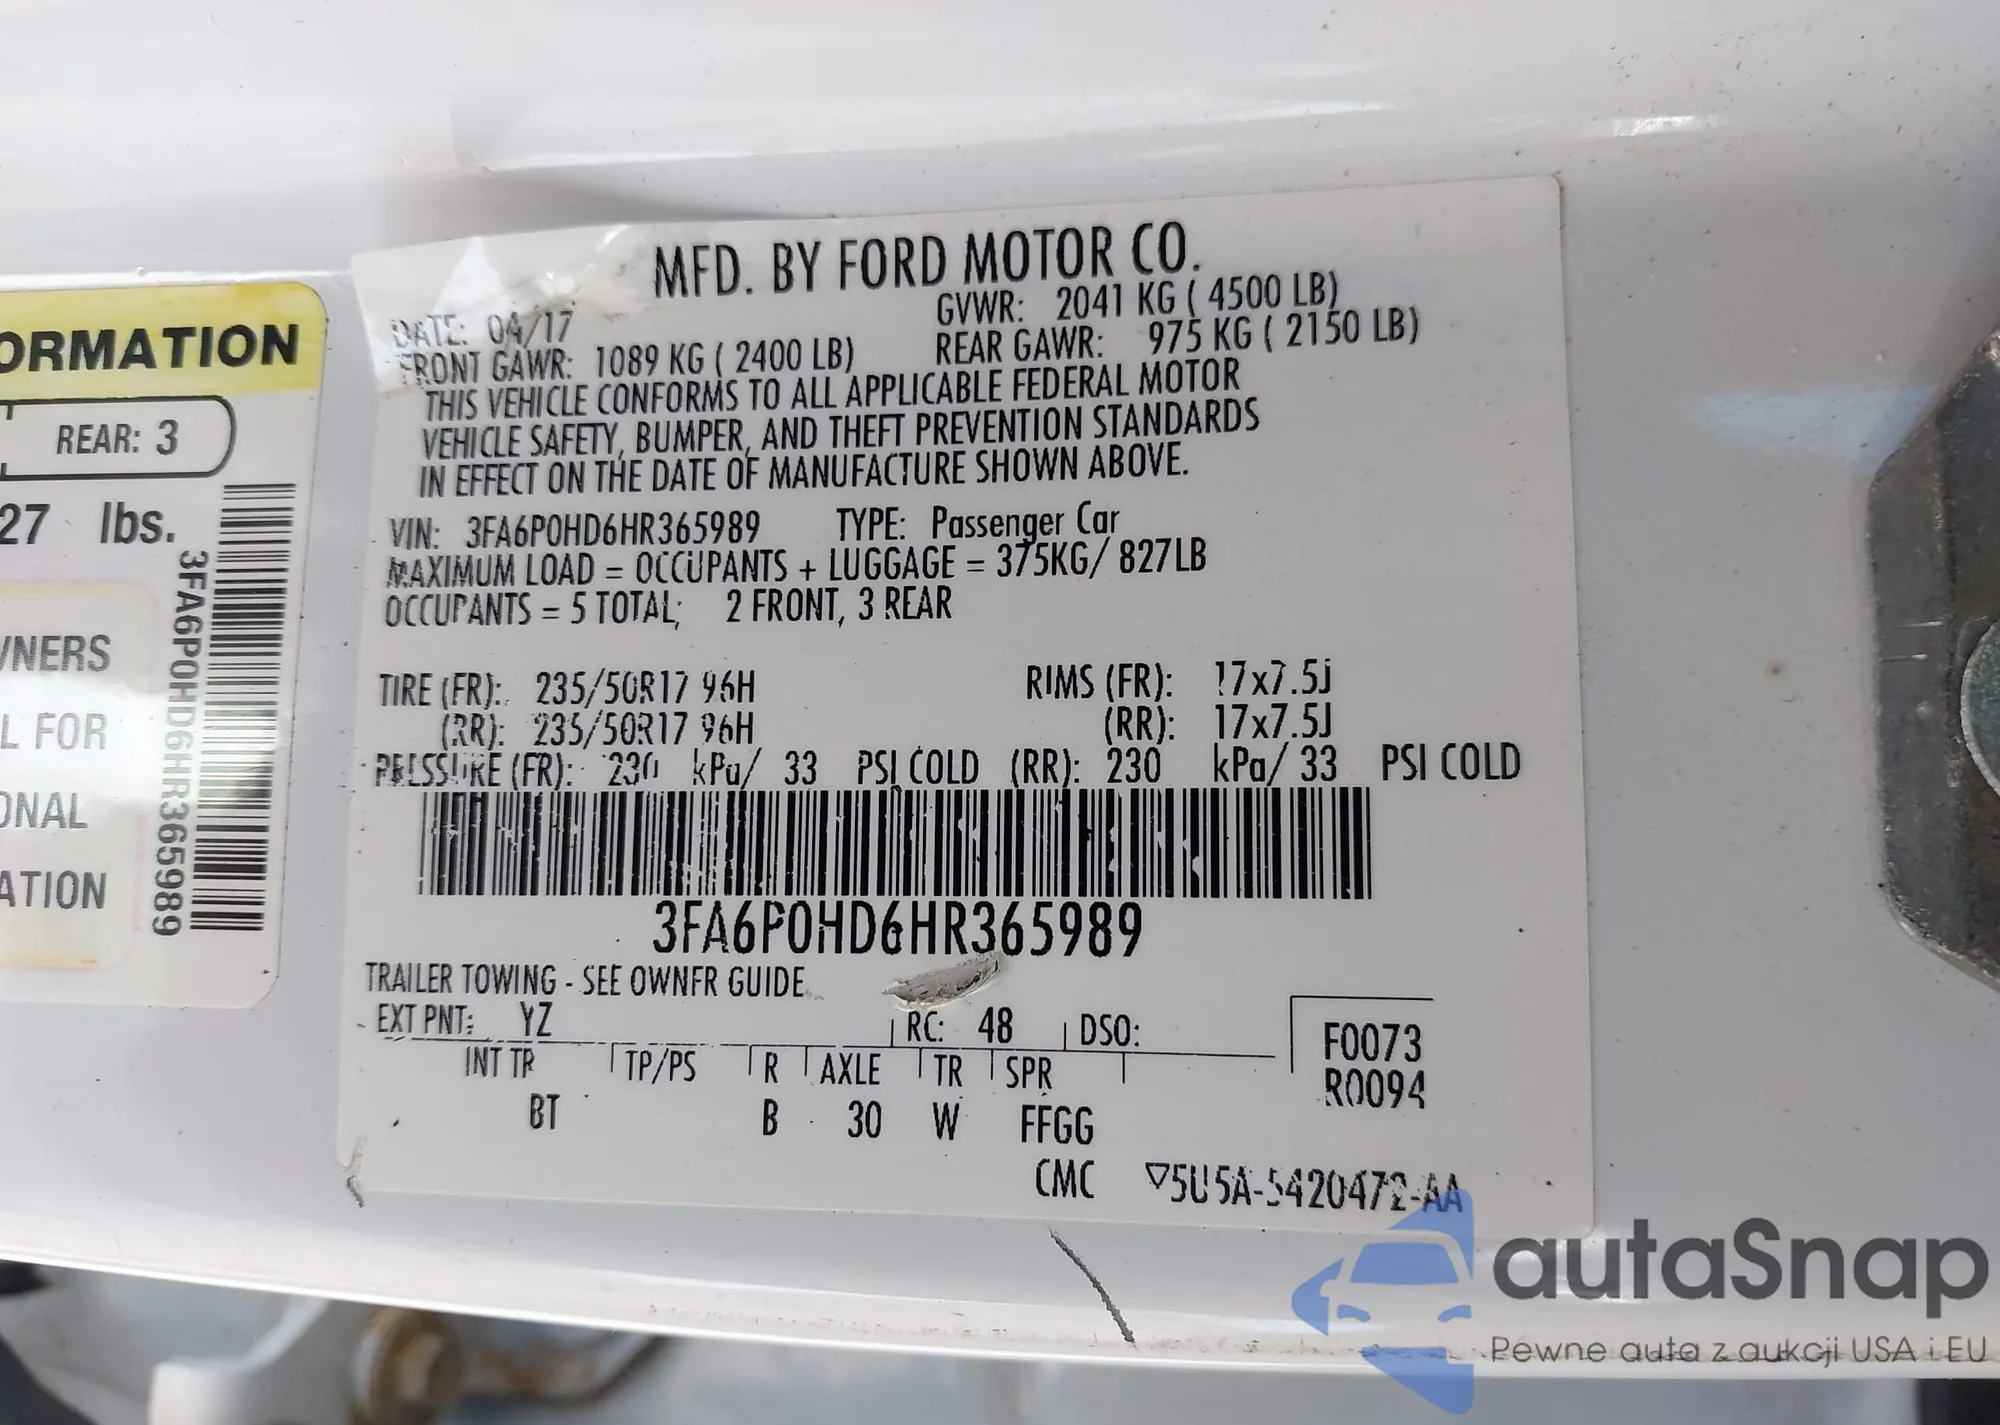 ORMATION
REAR: 3
27 lbs.
3FA6P0HD6HR365989
NERS
L FOR
ONAL
ATION
MFD. BY FORD MOTOR CO.
DATE: 04/17 GVWR: 2041 KG ( 4500 LB)
FRONT GAWR: 1089 KG ( 2400 LB) REAR GAWR: 975 KG ( 2150 LB)
THIS VEHICLE CONFORMS TO ALL APPLICABLE FEDERAL MOTOR
VEHICLE SAFETY, BUMPER, AND THEFT PREVENTION STANDARDS
IN EFFECT ON THE DATE OF MANUFACTURE SHOWN ABOVE.
VIN: 3FA6P0HD6HR365989 TYPE: Passenger Car
MAXIMUM LOAD = OCCUPANTS + LUGGAGE = 375KG/ 827LB
OCCUPANTS = 5 TOTAL; 2 FRONT, 3 REAR
TIRE (FR): 235/50R17 96H RIMS (FR): 17x7.5J
(RR): 235/50R17 96H (RR): 17x7.5J
PRESSURE (FR): 230 kPa/ 33 PSI COLD (RR): 230 kPa/ 33 PSI COLD
3FA6P0HD6HR365989
TRAILER TOWING - SEE OWNER GUIDE
EXT PNT: YZ RC: 48 DSO:
INT TR TP/PS R AXLE TR SPR
BT B 30 W FFGG
F0073
R0094
CMC ▽5U5A-5420472-AA
autaSnap
Pewne auta z aukcji USA i EU